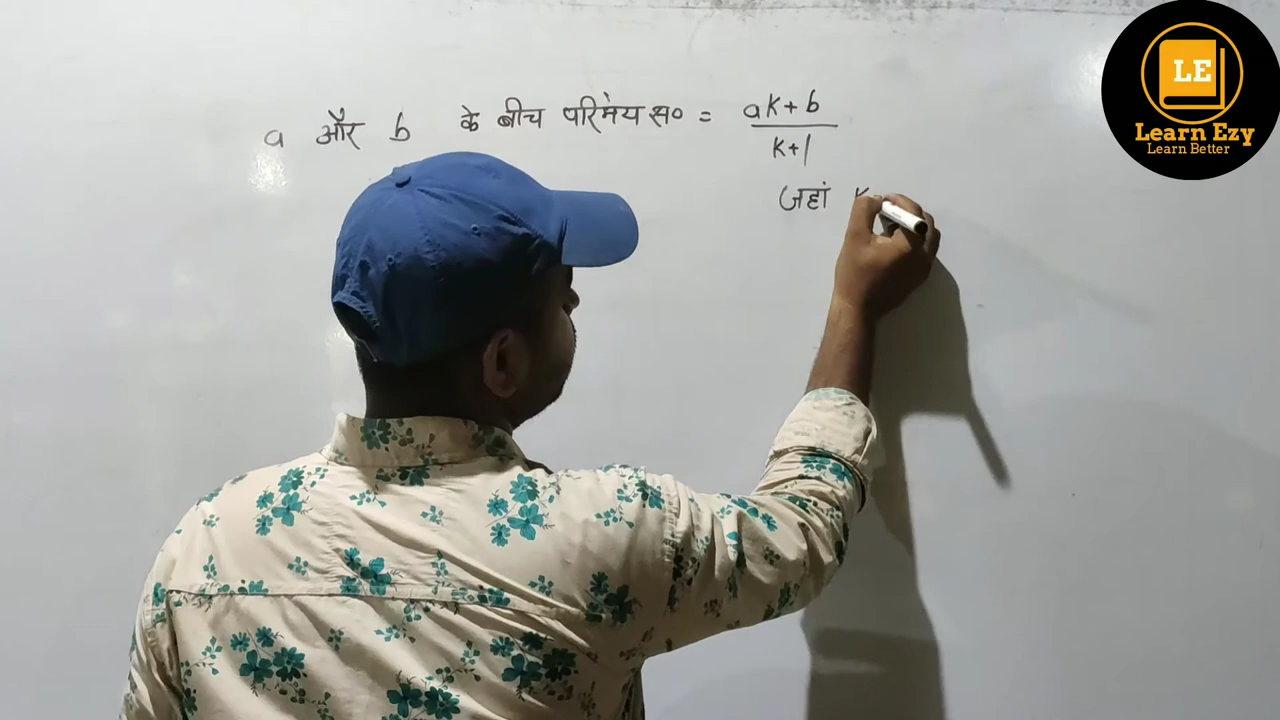 a और b के बीच परिमेय स० = ak+b / k+1
जहां
LE
Learn Ezy
Learn Better